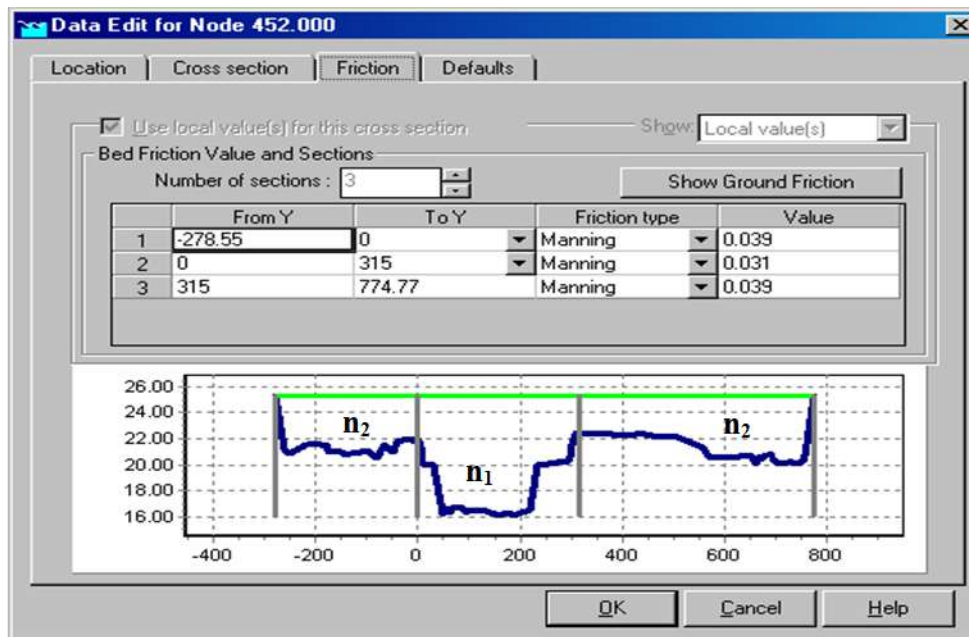 Data Edit for Node 452.000
Location Cross section Friction Defaults
Use local value(s) for this cross section Show: Local value(s)
Bed Friction Value and Sections
Number of sections : 3 Show Ground Friction
From Y To Y Friction type Value
1 -278.55 0 Manning 0.039
2 0 315 Manning 0.031
3 315 774.77 Manning 0.039
26.00
24.00
22.00
20.00
18.00
16.00
n2 n2
n1
-400 -200 0 200 400 600 800
OK Cancel Help